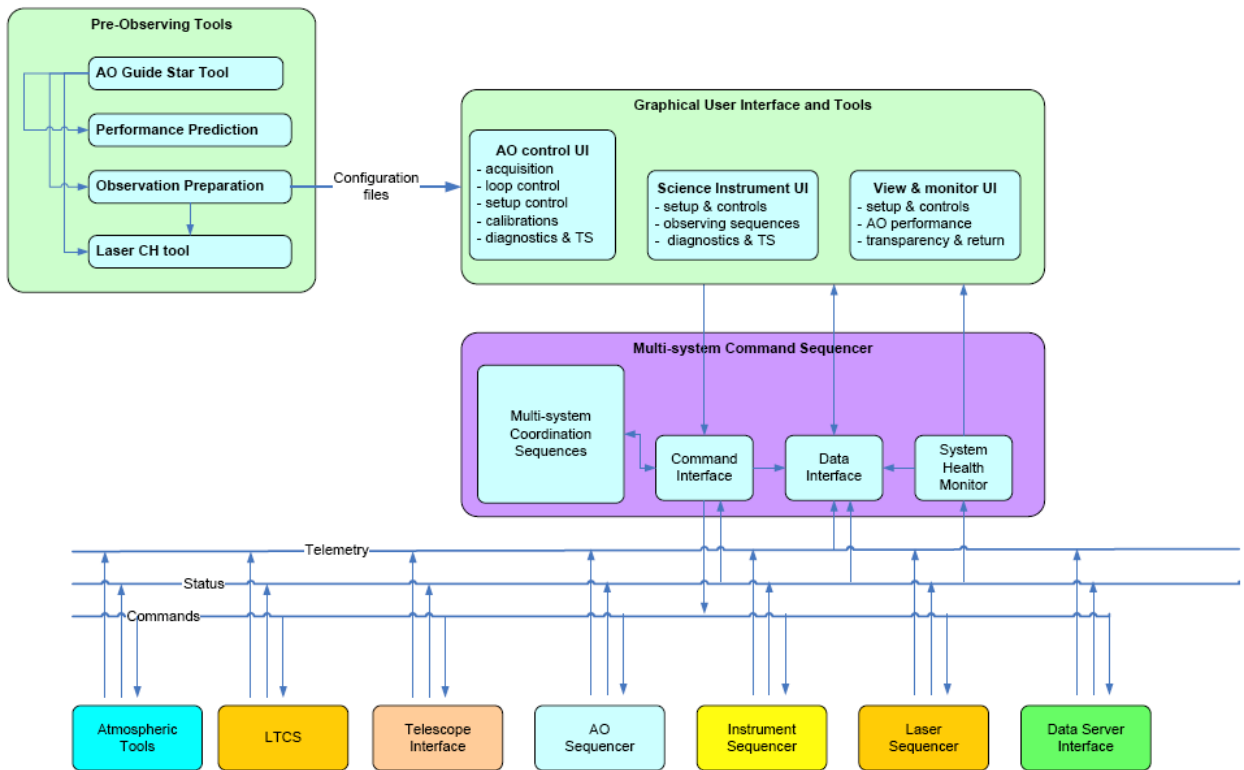 Pre-Observing Tools
AO Guide Star Tool
Performance Prediction
Observation Preparation
Laser CH tool
Configuration
files
Graphical User Interface and Tools
AO control UI
- acquisition
- loop control
- setup control
- calibrations
- diagnostics & TS
Science Instrument UI
- setup & controls
- observing sequences
- diagnostics & TS
View & monitor UI
- setup & controls
- AO performance
- transparency & return
Multi-system Command Sequencer
Multi-system
Coordination
Sequences
Command
Interface
Data
Interface
System
Health
Monitor
Telemetry
Status
Commands
Atmospheric
Tools
LTCS
Telescope
Interface
AO
Sequencer
Instrument
Sequencer
Laser
Sequencer
Data Server
Interface